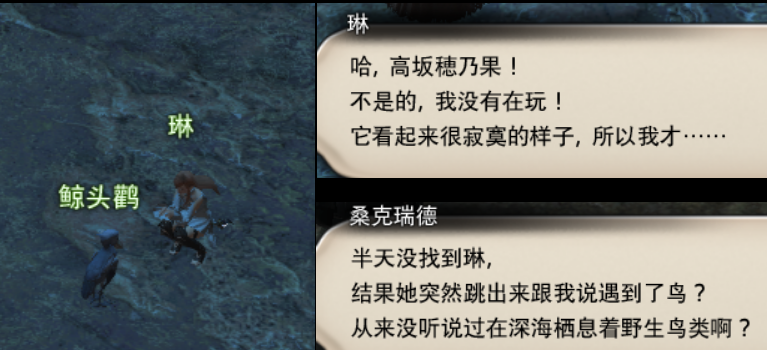 琳
鲸头鹳
琳
哈, 高坂穂乃果！
不是的, 我没有在玩！
它看起来很寂寞的样子, 所以我才……
桑克瑞德
半天没找到琳,
结果她突然跳出来跟我说遇到了鸟？
从来没听说过在深海栖息着野生鸟类啊？